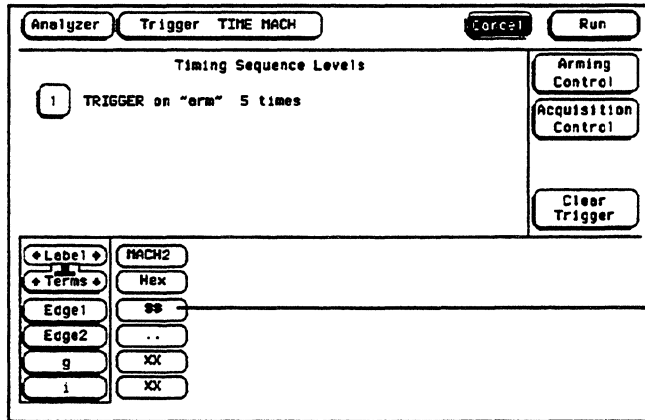 Analyzer Trigger TIME MACH Cancel Run
Timing Sequence Levels
1 TRIGGER on "arm" 5 times
Arming
Control
Acquisition
Control
Clear
Trigger
Label MACH2
Terms Hex
Edge1 $$
Edge2 ..
g XX
i XX